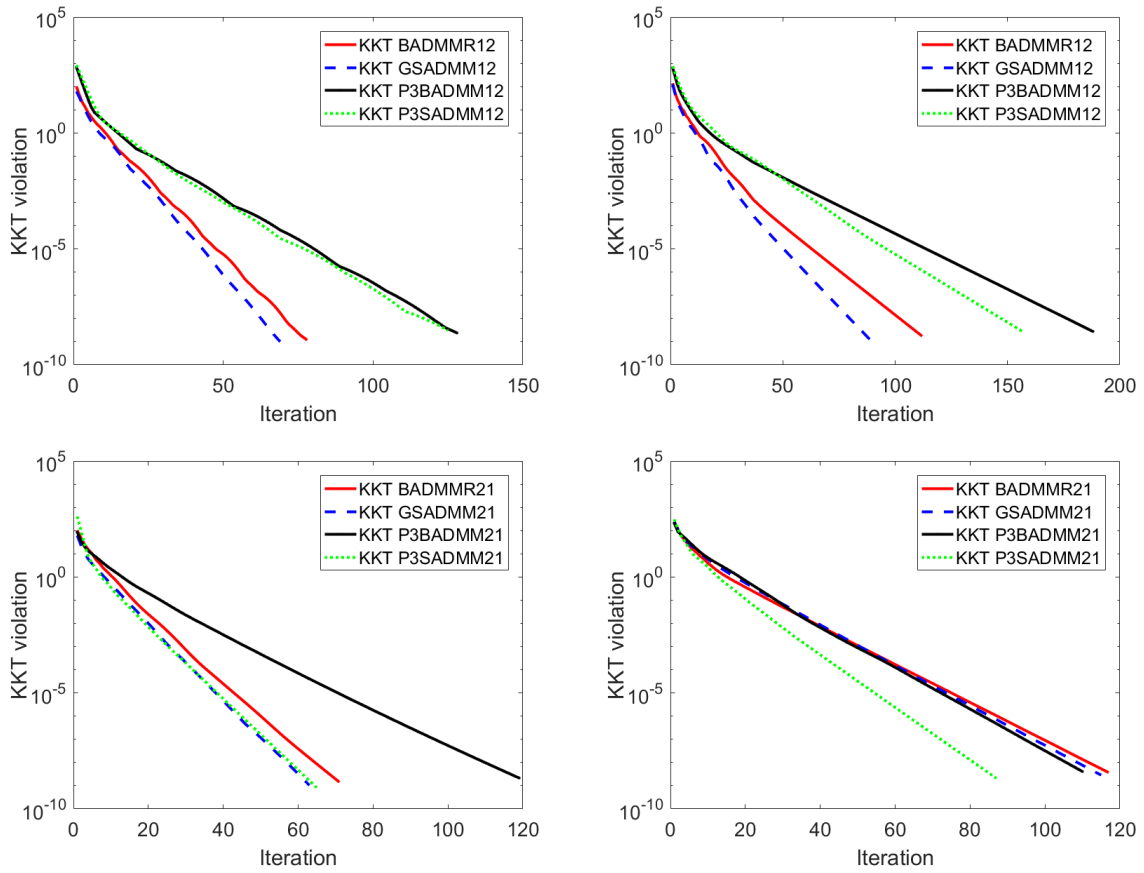 10^5
10^0
10^-5
10^-10
KKT violation
0
50
100
150
Iteration
KKT BADMMR12
KKT GSADMM12
KKT P3BADMM12
KKT P3SADMM12
10^5
10^0
10^-5
10^-10
KKT violation
0
50
100
150
200
Iteration
KKT BADMMR12
KKT GSADMM12
KKT P3BADMM12
KKT P3SADMM12
10^5
10^0
10^-5
10^-10
KKT violation
0
20
40
60
80
100
120
Iteration
KKT BADMMR21
KKT GSADMM21
KKT P3BADMM21
KKT P3SADMM21
10^5
10^0
10^-5
10^-10
KKT violation
0
20
40
60
80
100
120
Iteration
KKT BADMMR21
KKT GSADMM21
KKT P3BADMM21
KKT P3SADMM21